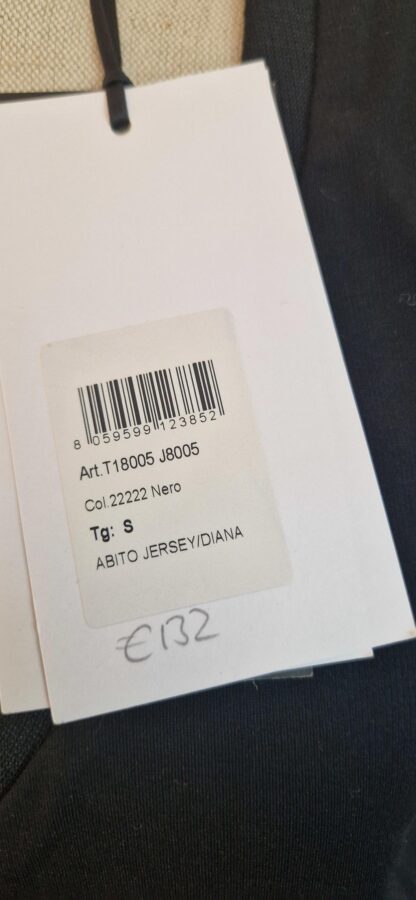 8 059599 123852
Art.T18005 J8005
Col.22222 Nero
Tg: S
ABITO JERSEY/DIANA
€132